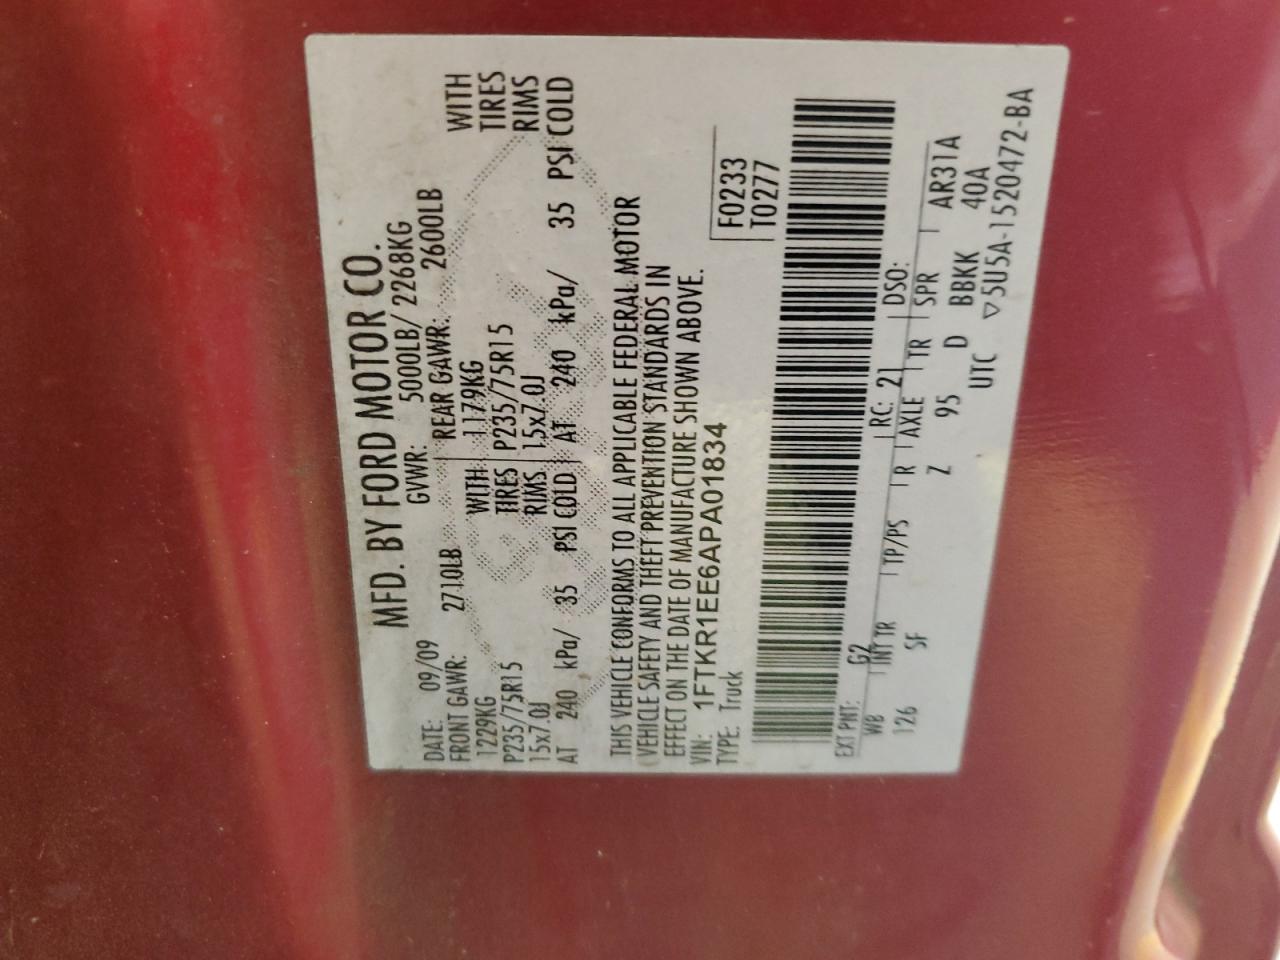 MFD. BY FORD MOTOR CO.
DATE: 09/09 GVWR: 5000LB/ 2268KG
FRONT GAWR: 2710LB REAR GAWR: 2600LB
1229KG WITH 1179KG WITH
P235/75R15 TIRES P235/75R15 TIRES
15x7.0J RIMS 15x7.0J RIMS
AT 240 kPa/ 35 PSI COLD AT 240 kPa/ 35 PSI COLD
THIS VEHICLE CONFORMS TO ALL APPLICABLE FEDERAL MOTOR
VEHICLE SAFETY AND THEFT PREVENTION STANDARDS IN
EFFECT ON THE DATE OF MANUFACTURE SHOWN ABOVE.
VIN: 1FTKR1EE6APA01834
TYPE: Truck
F0233
T0277
EXT PNT: G2 RC: 21 DSO:
WB INT TR TP/PS R AXLE TR SPR AR31A
126 SF Z 95 D BBKK 40A
UTC ▽5U5A-1520472-BA